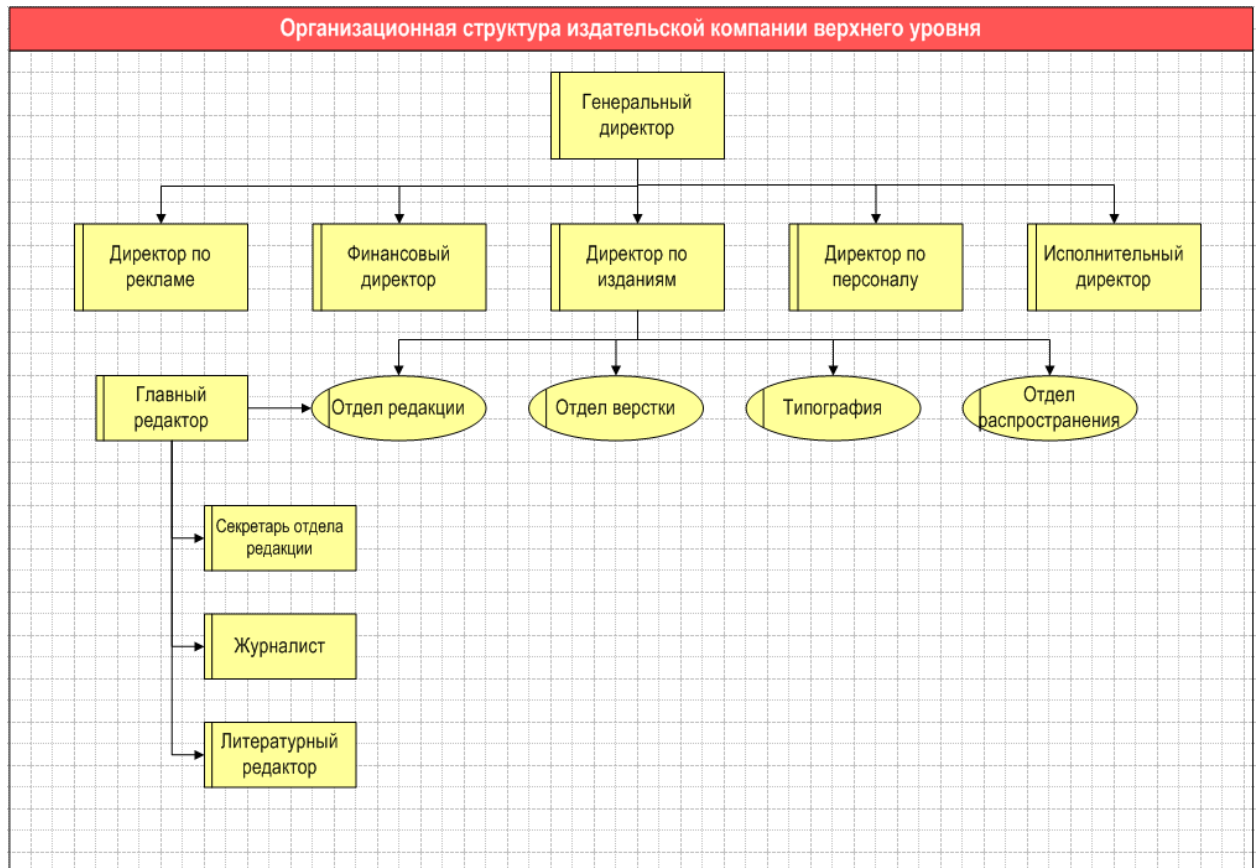 Организационная структура издательской компании верхнего уровня
Генеральный
директор
Директор по
рекламе
Финансовый
директор
Директор по
изданиям
Директор по
персоналу
Исполнительный
директор
Главный
редактор
Отдел редакции
Отдел верстки
Типография
Отдел
распространения
Секретарь отдела
редакции
Журналист
Литературный
редактор